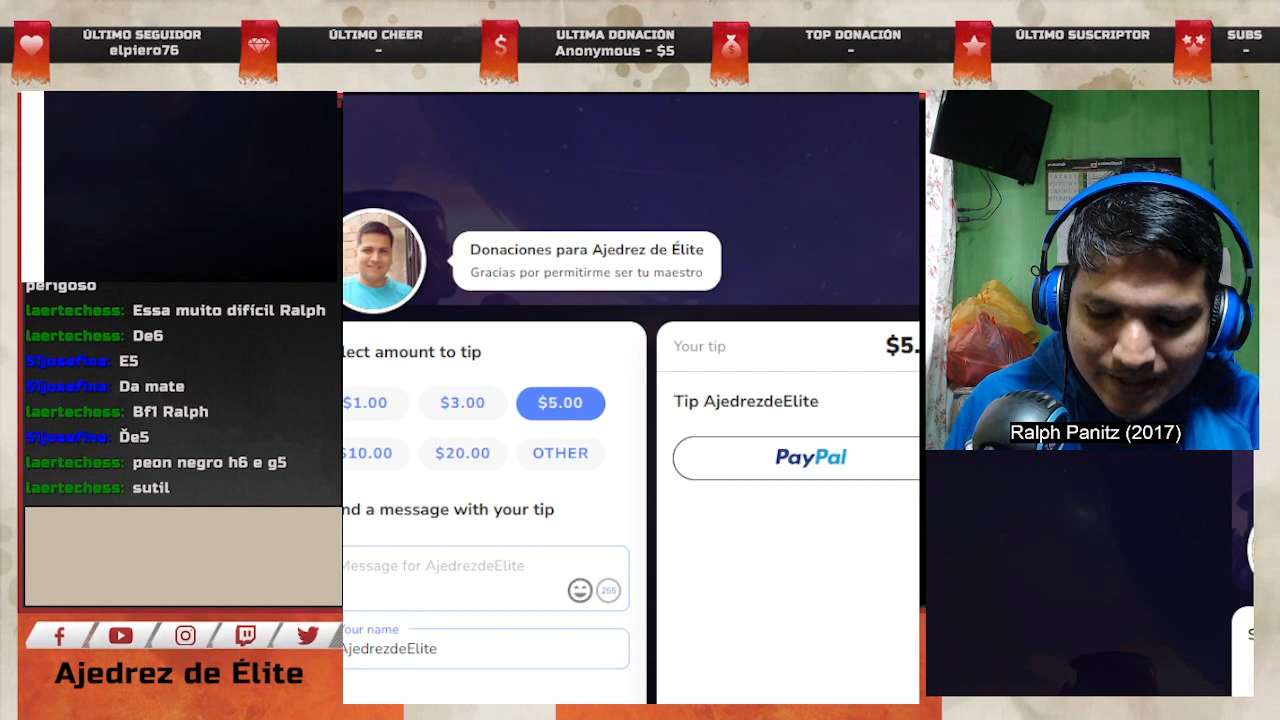 ÚLTIMO SEGUIDOR
elpiero76
ÚLTIMO CHEER
-
ULTIMA DONACIÓN
Anonymous - $5
TOP DONACIÓN
-
ÚLTIMO SUSCRIPTOR
SUBS
-
perigoso
laertechess: Essa muito difícil Ralph
laertechess: De6
51josefina: E5
51josefina: Da mate
laertechess: Bf1 Ralph
51josefina: Ďe5
laertechess: peon negro h6 e g5
laertechess: sutil
Ajedrez de Élite
Donaciones para Ajedrez de Élite
Gracias por permitirme ser tu maestro
lect amount to tip
$1.00
$3.00
$5.00
$10.00
$20.00
OTHER
nd a message with your tip
Message for AjedrezdeElite
255
Your name
AjedrezdeElite
Your tip
$5.
Tip AjedrezdeElite
PayPal
Ralph Panitz (2017)